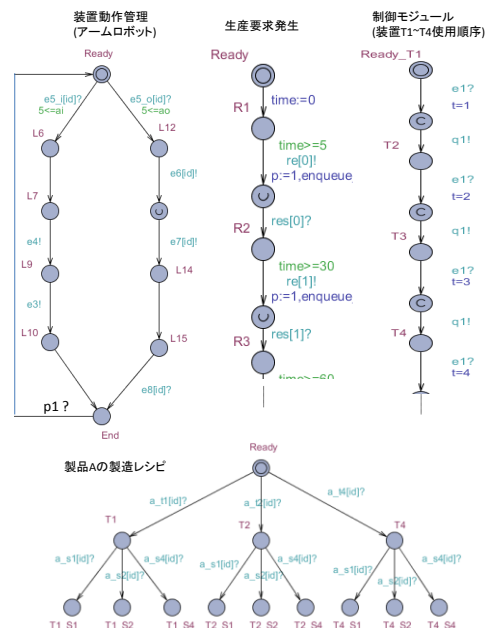 装置動作管理
(アームロボット)
Ready
e5_i[id]?
5<=ai
e5_o[id]?
5<=ao
L6
L12
e6[id]!
L7
e4!
e7[id]!
L9
L14
e3!
L10
L15
e8[id]?
p1 ?
End
生産要求発生
Ready
time:=0
R1
time>=5
re[0]!
p:=1,enqueue
res[0]?
R2
time>=30
re[1]!
p:=1,enqueue
res[1]?
R3
time>=60
制御モジュール
(装置T1~T4使用順序)
Ready_T1
e1?
t=1
q1!
T2
e1?
t=2
q1!
T3
e1?
t=3
q1!
T4
e1?
t=4
製品Aの製造レシピ
Ready
a_t1[id]?
a_t2[id]?
a_t4[id]?
T1
T2
T4
a_s1[id]?
a_s2[id]?
a_s4[id]?
a_s1[id]?
a_s2[id]?
a_s4[id]?
a_s1[id]?
a_s2[id]?
a_s4[id]?
T1_S1
T1_S2
T1_S4
T2_S1
T2_S2
T2_S4
T4_S1
T4_S2
T4_S4